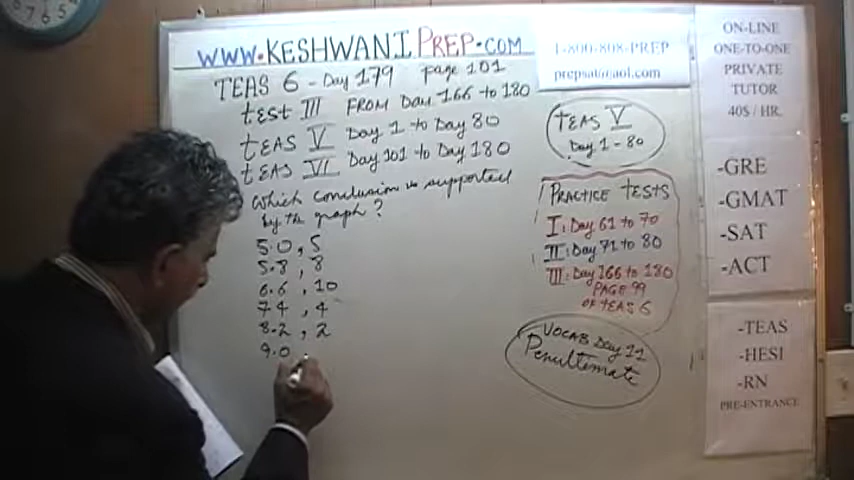 WWW.KESHWANIPREP.COM
TEAS 6 - Day 179 page 101
test III FROM Day 166 to 180
tEAS V Day 1 to Day 80
tEAS VI Day 101 to Day 180
Which conclusion is supported
by the graph?
5.0, 5
5.8, 8
6.6, 10
7.4, 4
8.2, 2
9.0
1-800-808-PREP
prepsat@aol.com
tEAS V
Day 1-80
PRACTICE tESTS
I: Day 61 to 70
II: Day 71 to 80
III: Day 166 to 180
PAGE 99
OF tEAS 6
VOCAB Day 11
Penultimate
ON-LINE
ONE-TO-ONE
PRIVATE
TUTOR
40$ / HR.
-GRE
-GMAT
-SAT
-ACT
-TEAS
-HESI
-RN
PRE-ENTRANCE
7 6 5